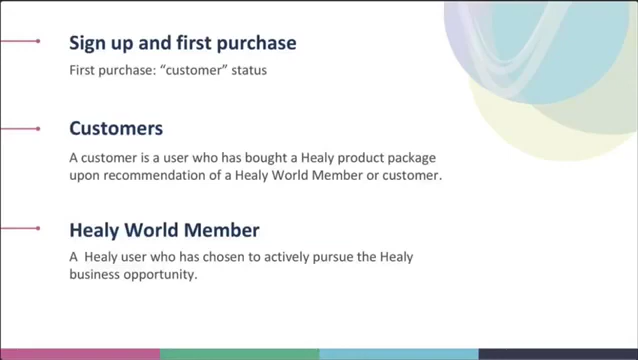 Sign up and first purchase
First purchase: “customer” status
Customers
A customer is a user who has bought a Healy product package
upon recommendation of a Healy World Member or customer.
Healy World Member
A  Healy user who has chosen to actively pursue the Healy
business opportunity.